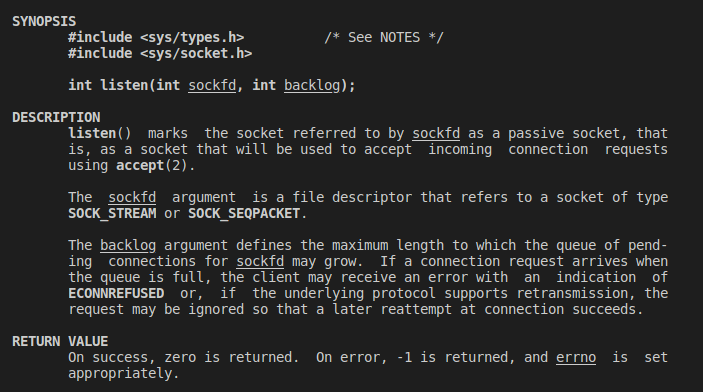 SYNOPSIS
#include <sys/types.h>          /* See NOTES */
#include <sys/socket.h>
int listen(int sockfd, int backlog);
DESCRIPTION
listen()  marks  the socket referred to by sockfd as a passive socket, that
is, as a socket that will be used to accept  incoming  connection  requests
using accept(2).
The  sockfd  argument  is a file descriptor that refers to a socket of type
SOCK_STREAM or SOCK_SEQPACKET.
The backlog argument defines the maximum length to which the queue of pend-
ing  connections for sockfd may grow.  If a connection request arrives when
the queue is full, the client may receive an error with  an  indication  of
ECONNREFUSED  or,  if  the underlying protocol supports retransmission, the
request may be ignored so that a later reattempt at connection succeeds.
RETURN VALUE
On success, zero is returned.  On error, -1 is returned, and errno  is  set
appropriately.